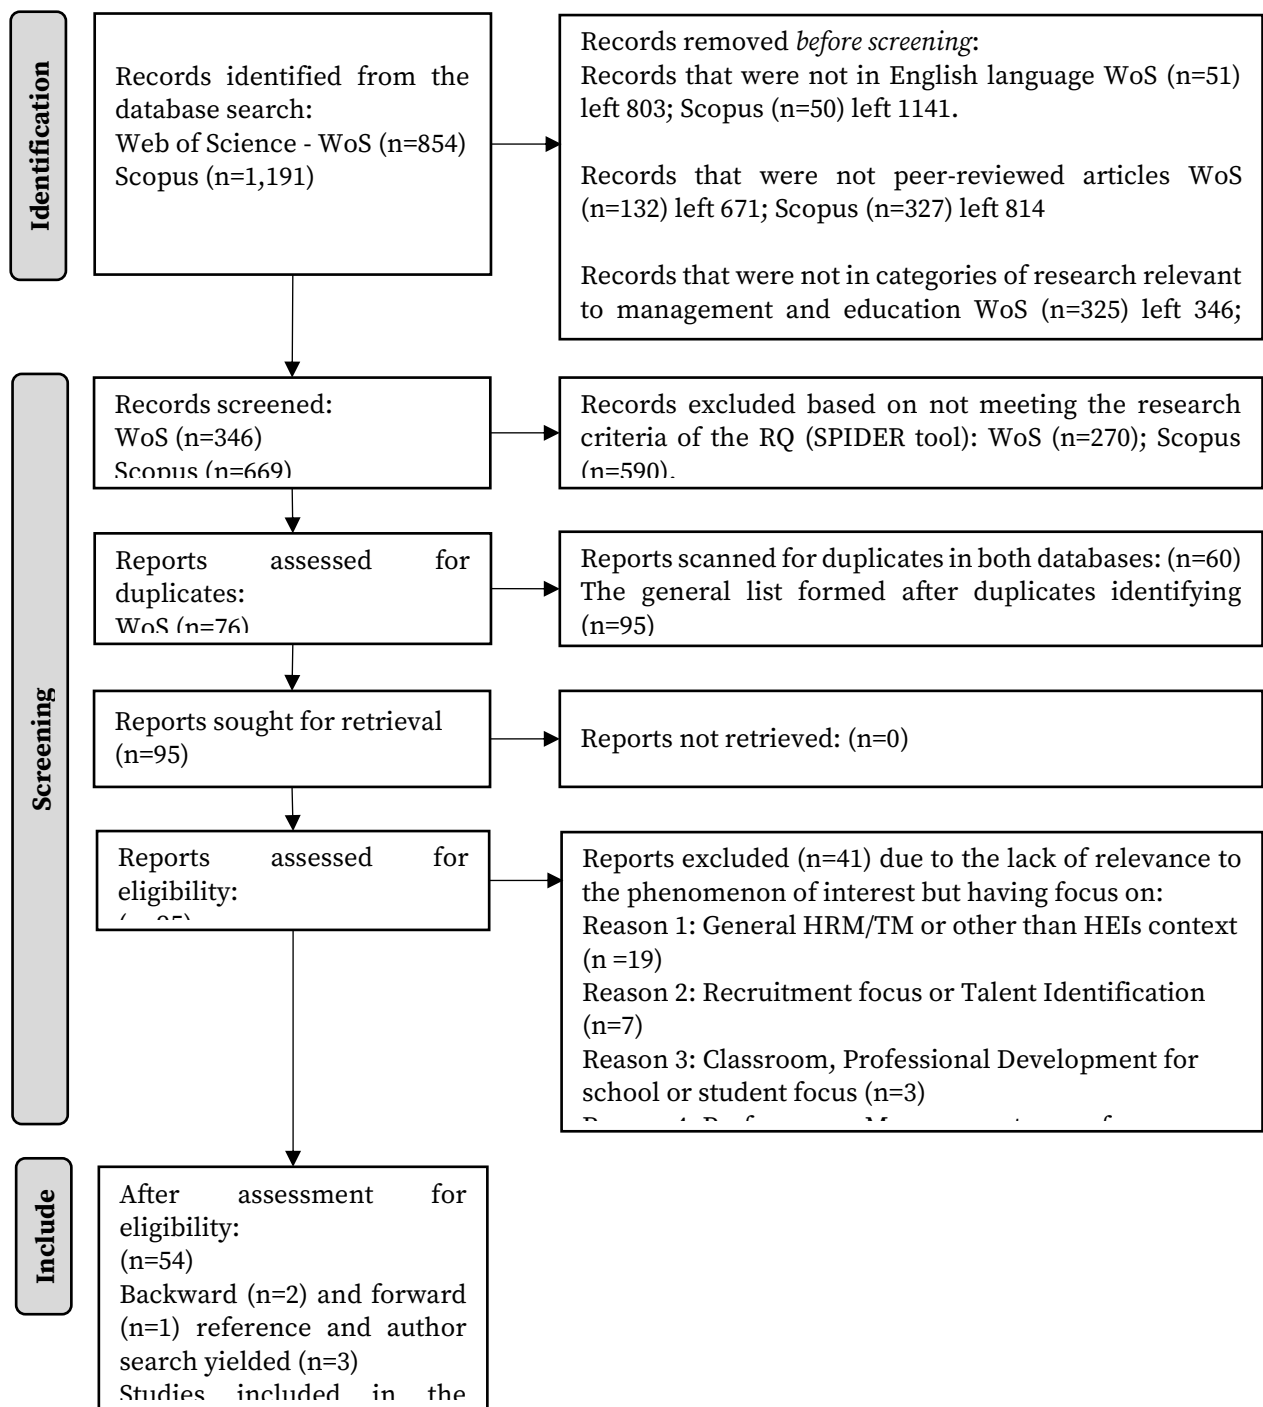 Identification
Records identified from the
database search:
Web of Science - WoS (n=854)
Scopus (n=1,191)
Records removed before screening:
Records that were not in English language WoS (n=51)
left 803; Scopus (n=50) left 1141.
Records that were not peer-reviewed articles WoS
(n=132) left 671; Scopus (n=327) left 814
Records that were not in categories of research relevant
to management and education WoS (n=325) left 346;
Screening
Records screened:
WoS (n=346)
Scopus (n=669)
Records excluded based on not meeting the research
criteria of the RQ (SPIDER tool): WoS (n=270); Scopus
(n=590).
Reports assessed for
duplicates:
WoS (n=76)
Reports scanned for duplicates in both databases: (n=60)
The general list formed after duplicates identifying
(n=95)
Reports sought for retrieval
(n=95)
Reports not retrieved: (n=0)
Reports assessed for
eligibility:
Reports excluded (n=41) due to the lack of relevance to
the phenomenon of interest but having focus on:
Reason 1: General HRM/TM or other than HEIs context
(n =19)
Reason 2: Recruitment focus or Talent Identification
(n=7)
Reason 3: Classroom, Professional Development for
school or student focus (n=3)
Include
After assessment for
eligibility:
(n=54)
Backward (n=2) and forward
(n=1) reference and author
search yielded (n=3)
Studies included in the